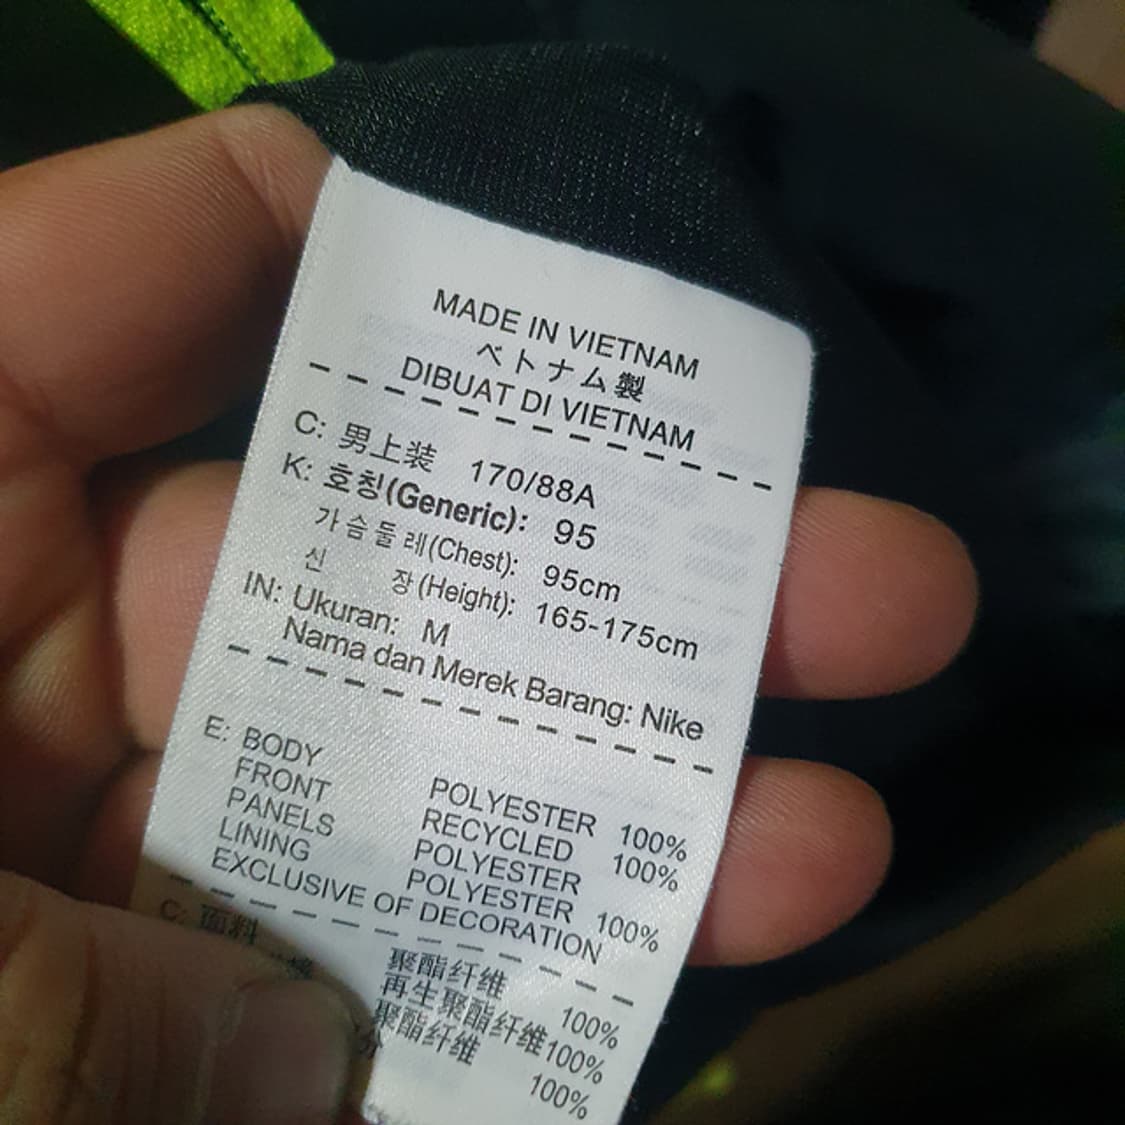 MADE IN VIETNAM
ベトナム製
DIBUAT DI VIETNAM
C: 男上装 170/88A
K: 호칭(Generic): 95
가슴둘레(Chest): 95cm
신 장(Height): 165-175cm
IN: Ukuran: M
Nama dan Merek Barang: Nike
E: BODY POLYESTER 100%
FRONT RECYCLED 100%
PANELS POLYESTER
LINING POLYESTER 100%
EXCLUSIVE OF DECORATION
C: 面料 聚酯纤维 100%
再生聚酯纤维 100%
聚酯纤维 100%